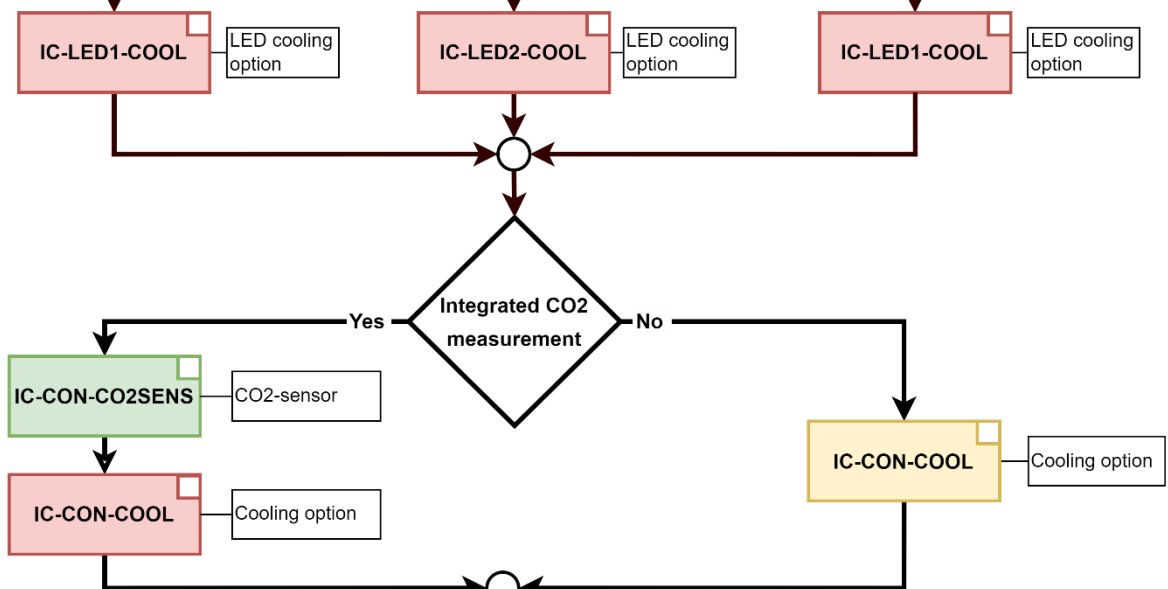 IC-LED1-COOL
LED cooling
option
IC-LED2-COOL
LED cooling
option
IC-LED1-COOL
LED cooling
option
Integrated CO2
measurement
Yes
No
IC-CON-CO2SENS
CO2-sensor
IC-CON-COOL
Cooling option
IC-CON-COOL
Cooling option